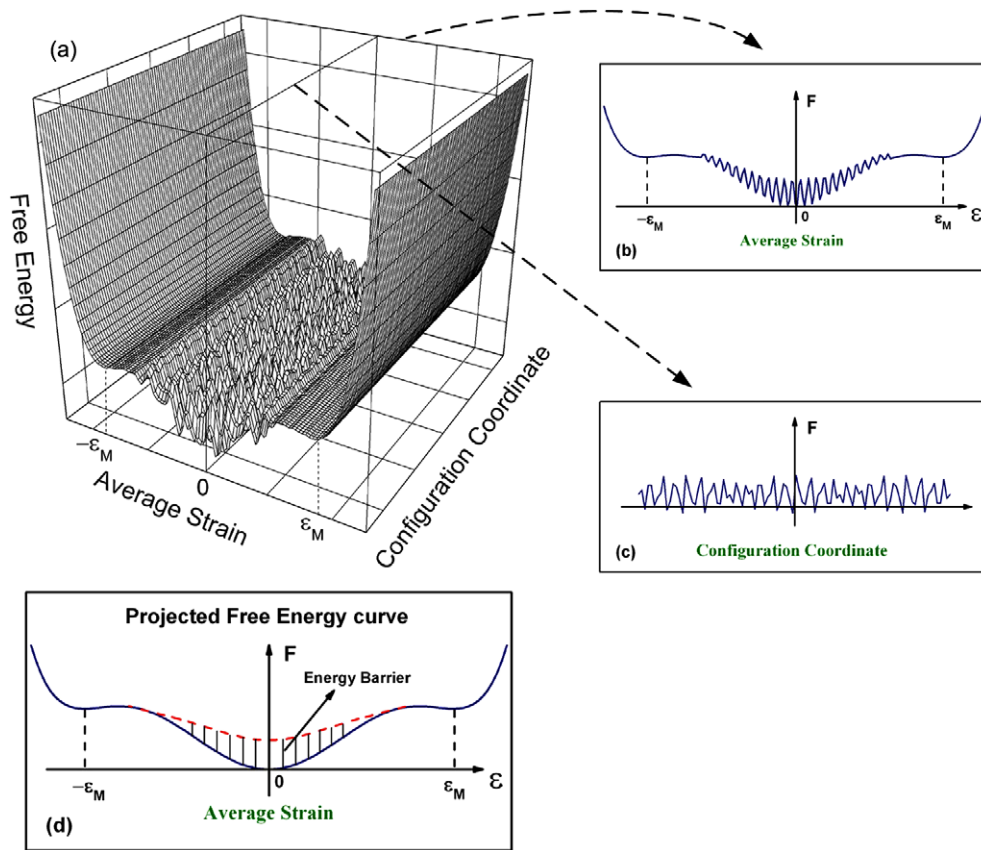 (a)
Free Energy
−εM
0
εM
Average Strain
Configuration Coordinate
F
−εM
0
εM
ε
Average Strain
(b)
F
(c)
Configuration Coordinate
Projected Free Energy curve
F
Energy Barrier
−εM
0
εM
ε
Average Strain
(d)